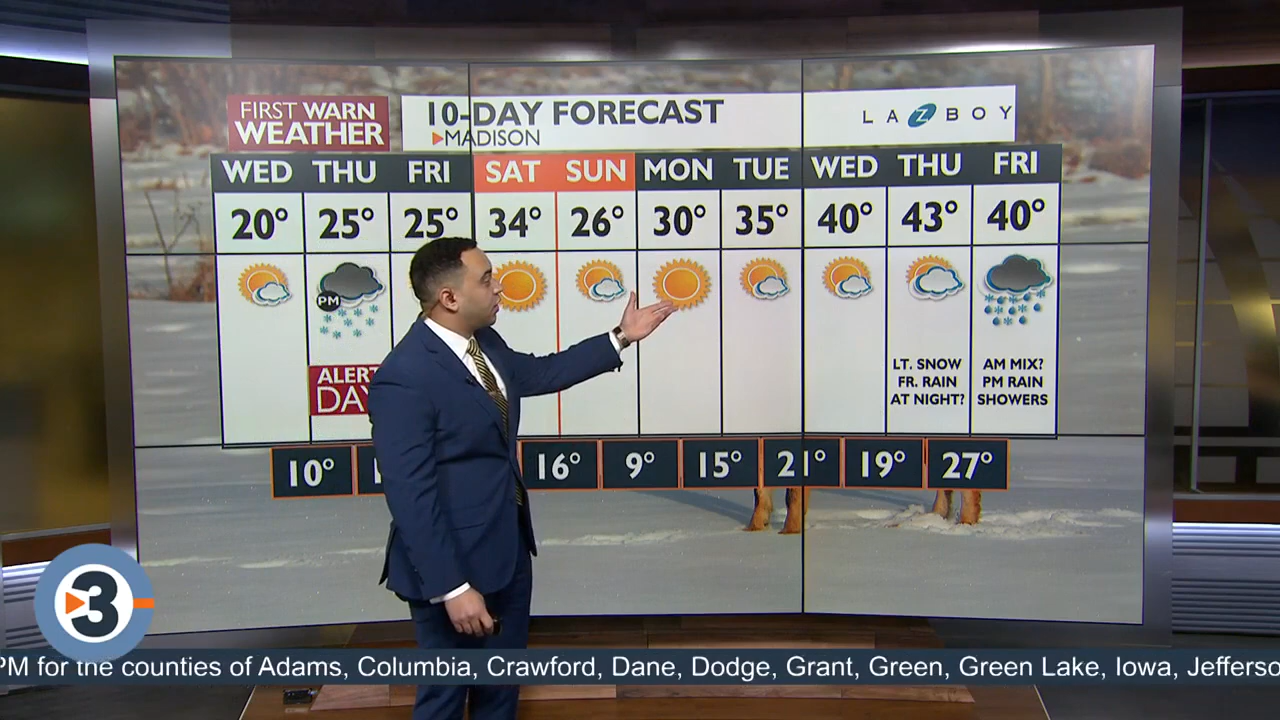 FIRST WARN
WEATHER
10-DAY FORECAST
MADISON
LA Z BOY
WED THU FRI SAT SUN MON TUE WED THU FRI
20° 25° 25° 34° 26° 30° 35° 40° 43° 40°
PM
ALERT
DAY
LT. SNOW
FR. RAIN
AT NIGHT?
AM MIX?
PM RAIN
SHOWERS
10° 16° 9° 15° 21° 19° 27°
3
PM for the counties of Adams, Columbia, Crawford, Dane, Dodge, Grant, Green, Green Lake, Iowa,